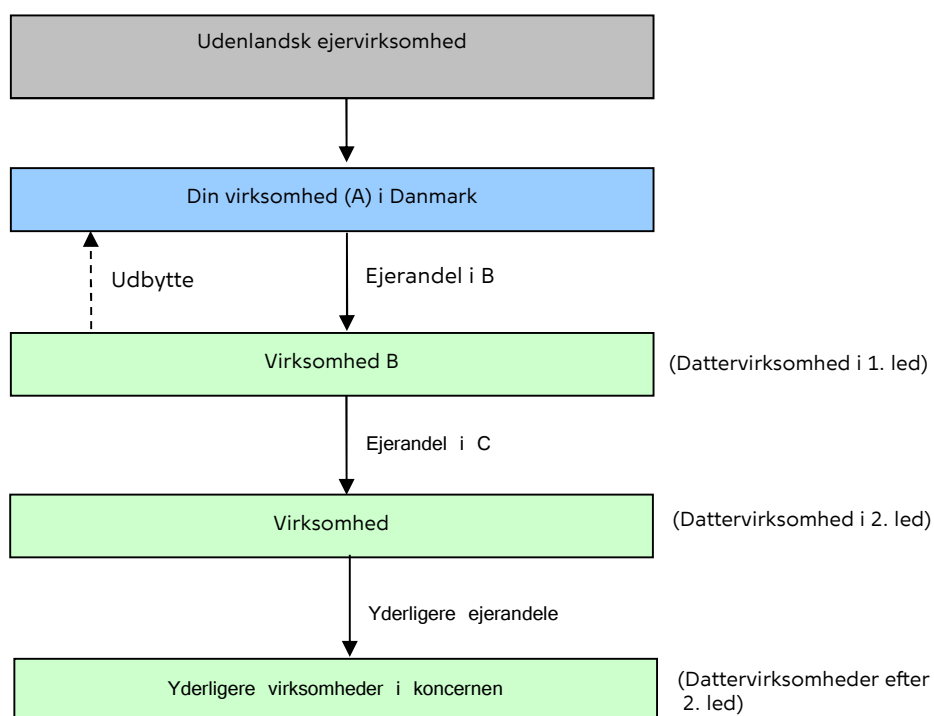 Udenlandsk ejervirksomhed
Din virksomhed (A) i Danmark
Udbytte
Ejerandel i B
Virksomhed B
(Dattervirksomhed i 1. led)
Ejerandel i C
Virksomhed
(Dattervirksomhed i 2. led)
Yderligere ejerandele
Yderligere virksomheder i koncernen
(Dattervirksomheder efter
2. led)